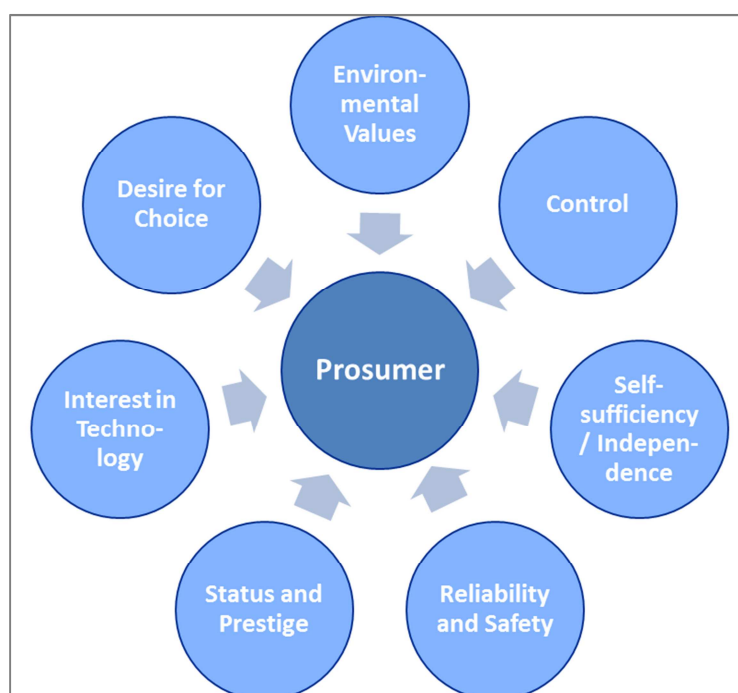 Environ-
mental
Values
Desire for
Choice
Control
Prosumer
Interest in
Techno-
logy
Self-
sufficiency
/ Indepen-
dence
Status and
Prestige
Reliability
and Safety